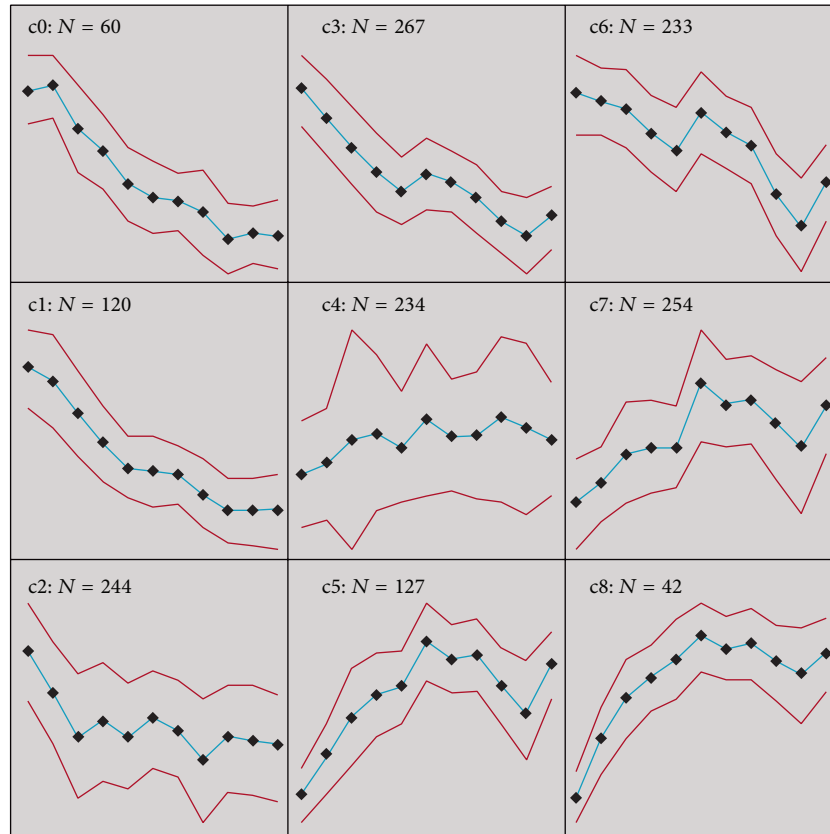 c0: N = 60
c3: N = 267
c6: N = 233
c1: N = 120
c4: N = 234
c7: N = 254
c2: N = 244
c5: N = 127
c8: N = 42